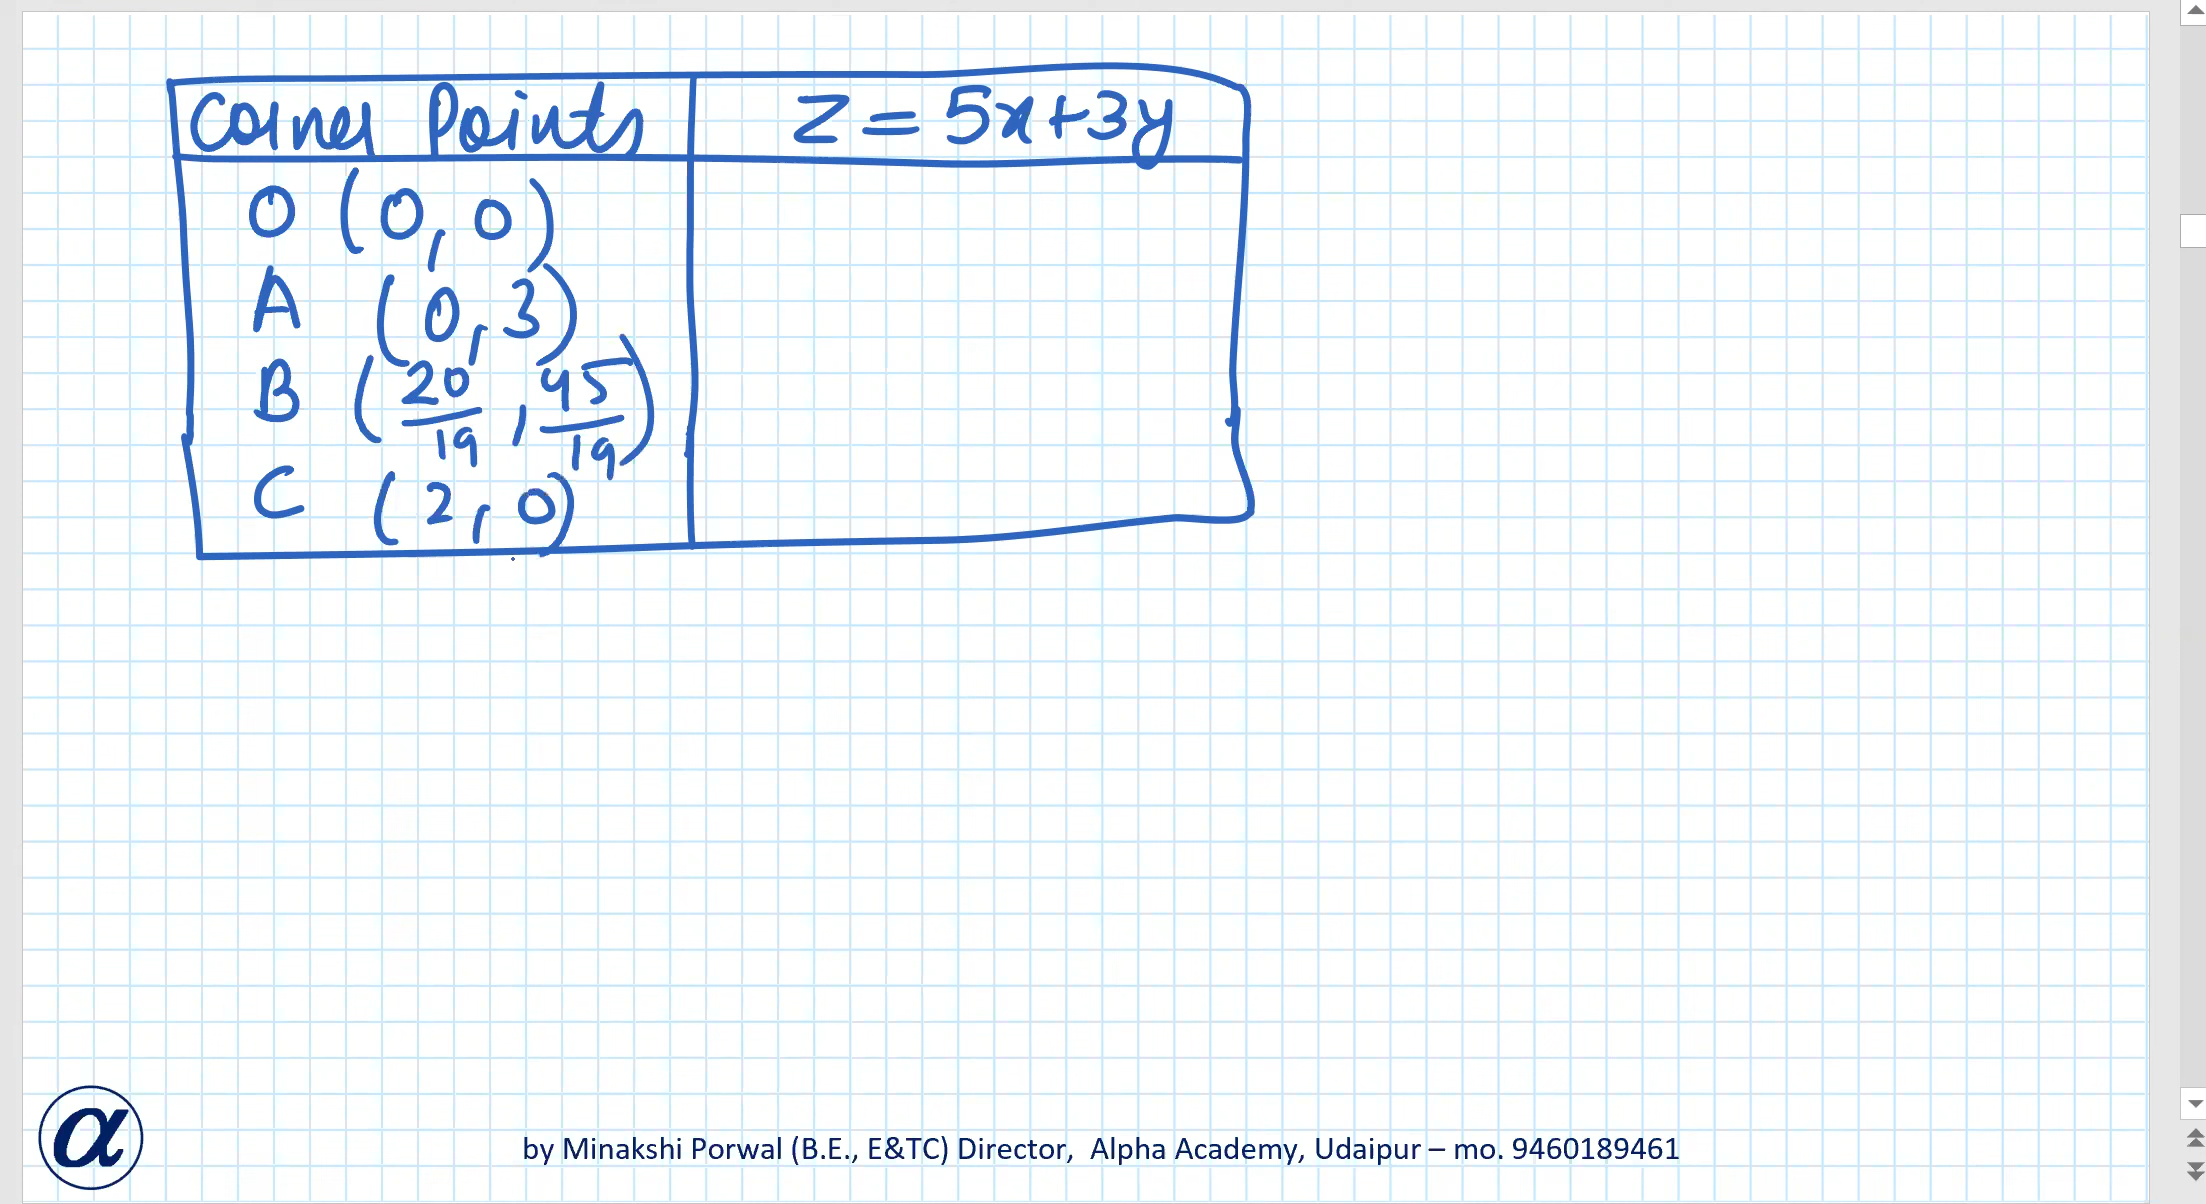 Corner Points Z = 5x+3y
O (0, 0)
A (0, 3)
B (20/19, 45/19)
C (2, 0)
α
by Minakshi Porwal (B.E., E&TC) Director, Alpha Academy, Udaipur – mo. 9460189461